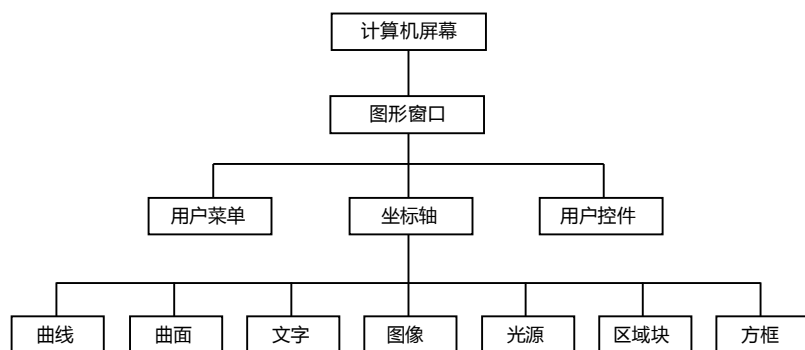 计算机屏幕
图形窗口
用户菜单 坐标轴 用户控件
曲线 曲面 文字 图像 光源 区域块 方框